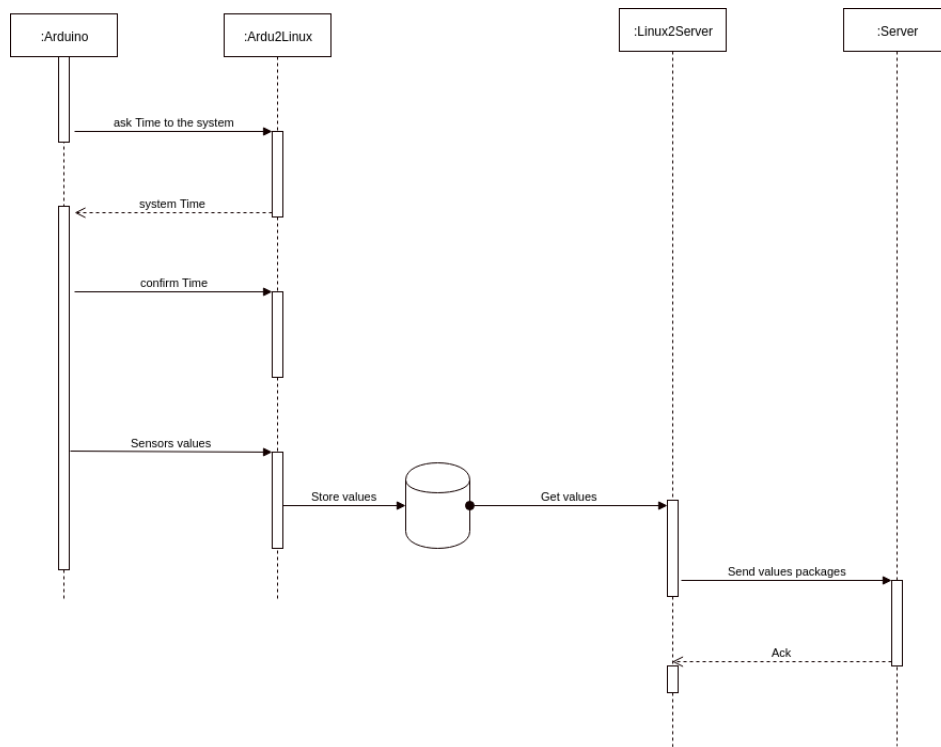 :Arduino
:Ardu2Linux
:Linux2Server
:Server
ask Time to the system
system Time
confirm Time
Sensors values
Store values
Get values
Send values packages
Ack